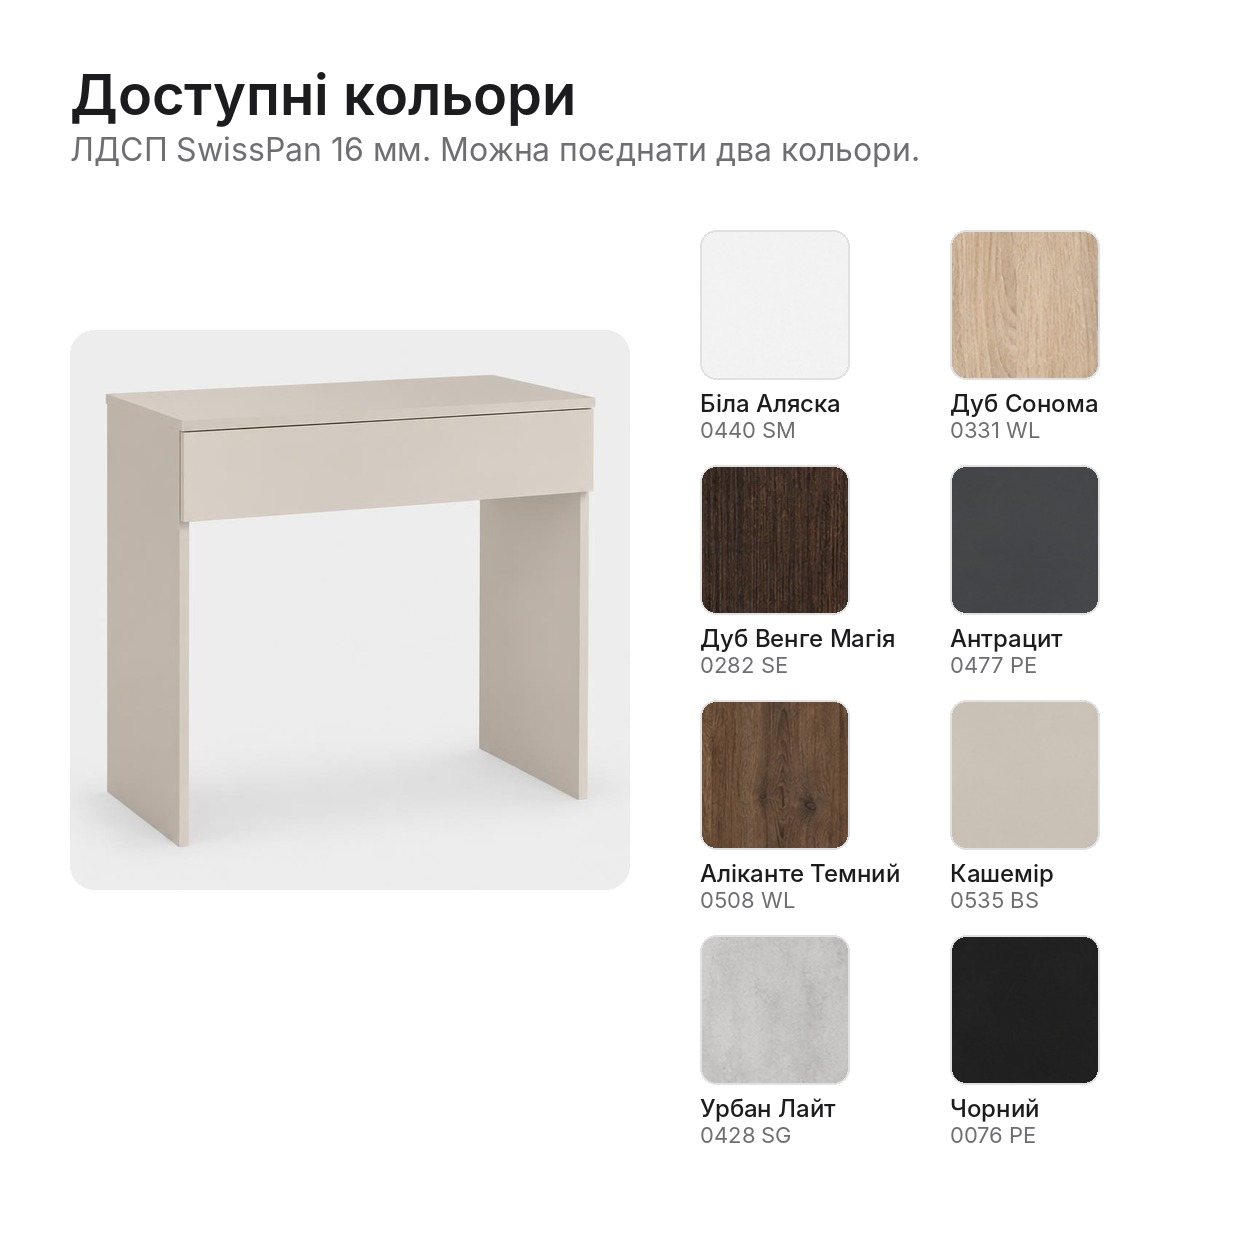 Доступні кольори
ЛДСП SwissPan 16 мм. Можна поєднати два кольори.
Біла Аляска
0440 SM
Дуб Сонома
0331 WL
Дуб Венге Магія
0282 SE
Антрацит
0477 PE
Аліканте Темний
0508 WL
Кашемір
0535 BS
Урбан Лайт
0428 SG
Чорний
0076 PE